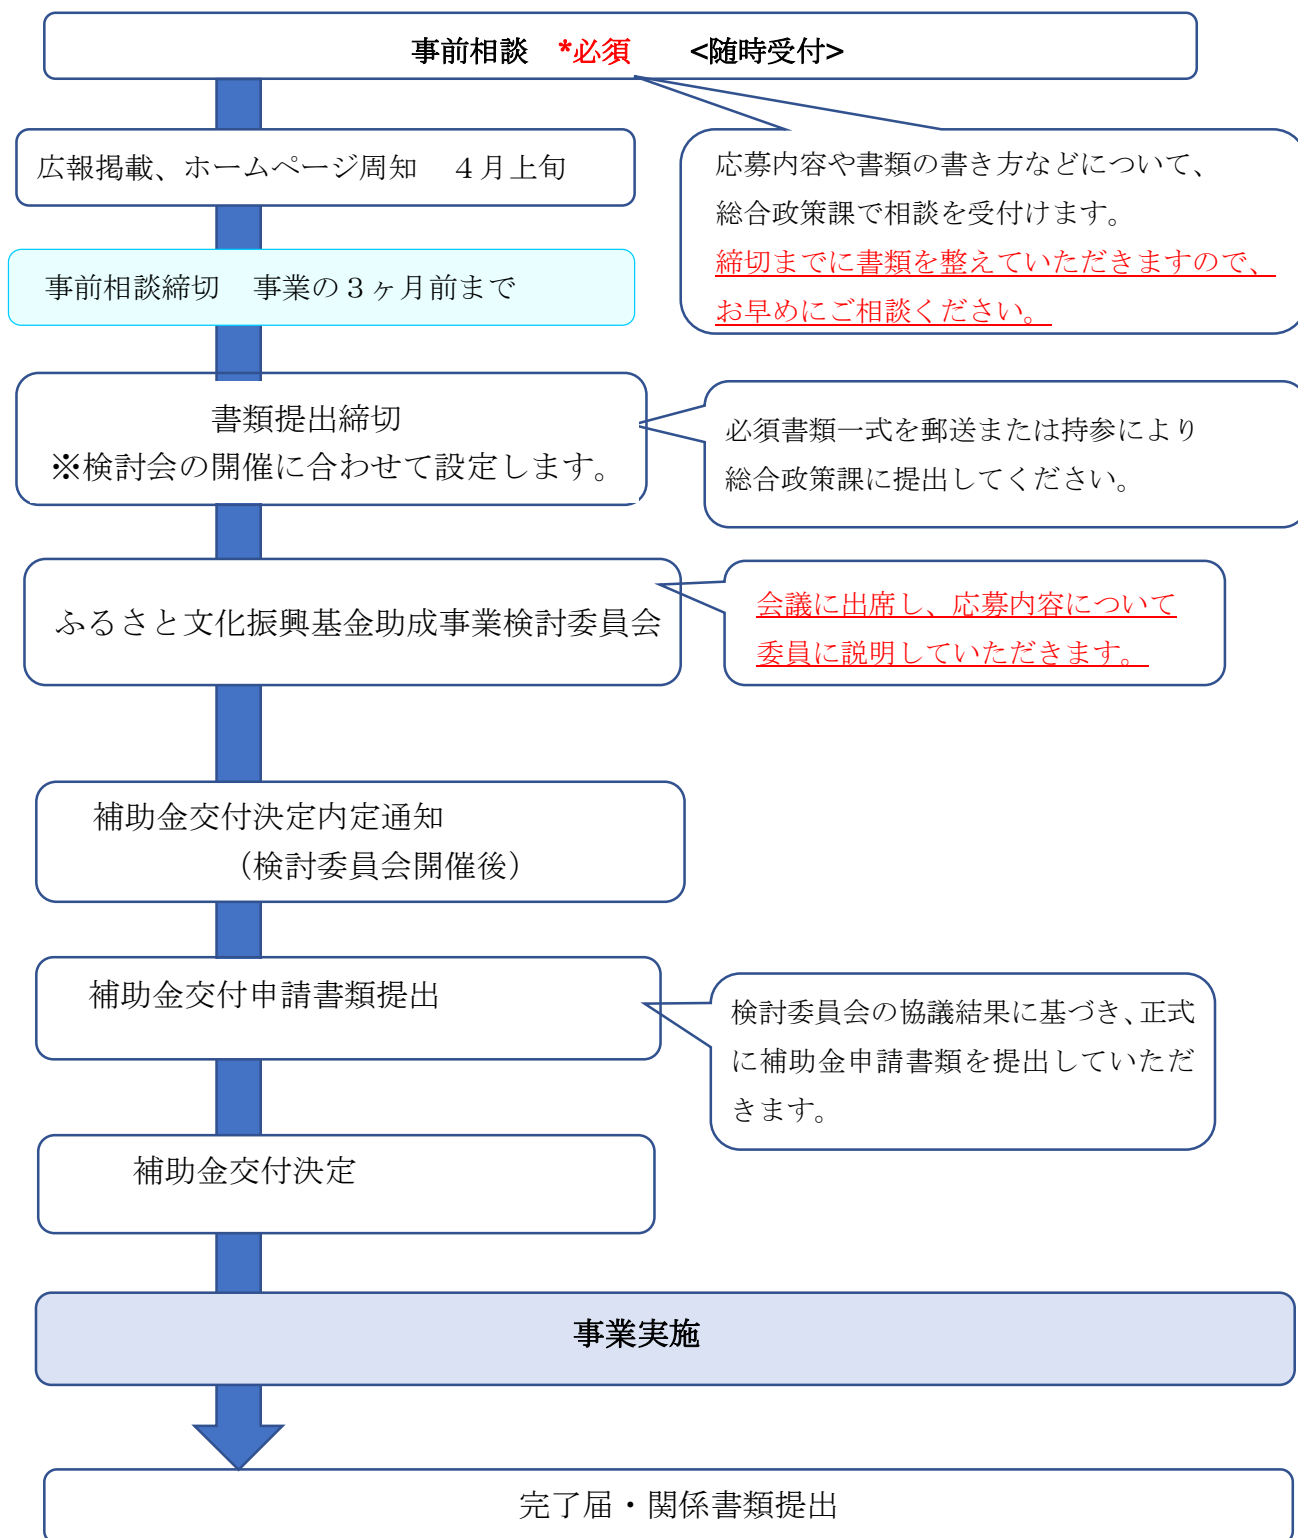 事前相談　*必須　　<随時受付>
広報掲載、ホームページ周知　４月上旬
応募内容や書類の書き方などについて、
総合政策課で相談を受付けます。
締切までに書類を整えていただきますので、
お早めにご相談ください。
事前相談締切　事業の３ヶ月前まで
書類提出締切
※検討会の開催に合わせて設定します。
必須書類一式を郵送または持参により
総合政策課に提出してください。
ふるさと文化振興基金助成事業検討委員会
会議に出席し、応募内容について
委員に説明していただきます。
補助金交付決定内定通知
（検討委員会開催後）
補助金交付申請書類提出
検討委員会の協議結果に基づき、正式
に補助金申請書類を提出していただ
きます。
補助金交付決定
事業実施
完了届・関係書類提出